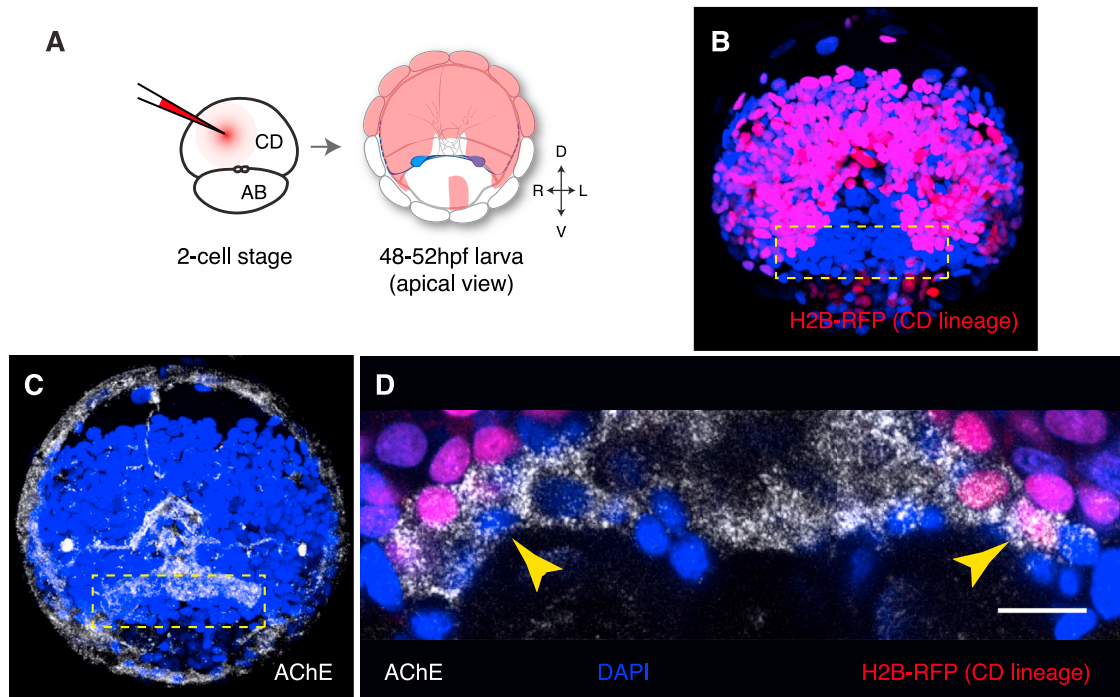 A
CD
AB
2-cell stage
48-52hpf larva
(apical view)
D
R
L
V
B
H2B-RFP (CD lineage)
C
AChE
D
AChE
DAPI
H2B-RFP (CD lineage)